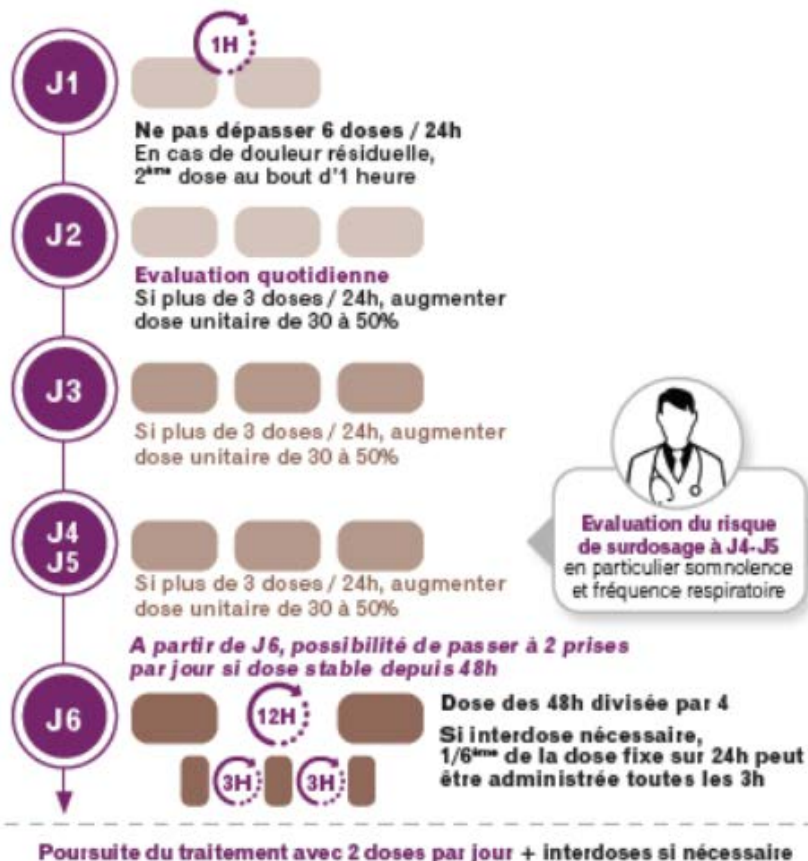 1H
J1
Ne pas dépasser 6 doses / 24h
En cas de douleur résiduelle,
2ème dose au bout d'1 heure
J2
Evaluation quotidienne
Si plus de 3 doses / 24h, augmenter
dose unitaire de 30 à 50%
J3
Si plus de 3 doses / 24h, augmenter
dose unitaire de 30 à 50%
J4
J5
Si plus de 3 doses / 24h, augmenter
dose unitaire de 30 à 50%
Evaluation du risque
de surdosage à J4-J5
en particulier somnolence
et fréquence respiratoire
A partir de J6, possibilité de passer à 2 prises
par jour si dose stable depuis 48h
J6
12H
3H
3H
Dose des 48h divisée par 4
Si interdose nécessaire,
1/6ème de la dose fixe sur 24h peut
être administrée toutes les 3h
Poursuite du traitement avec 2 doses par jour + interdoses si nécessaire